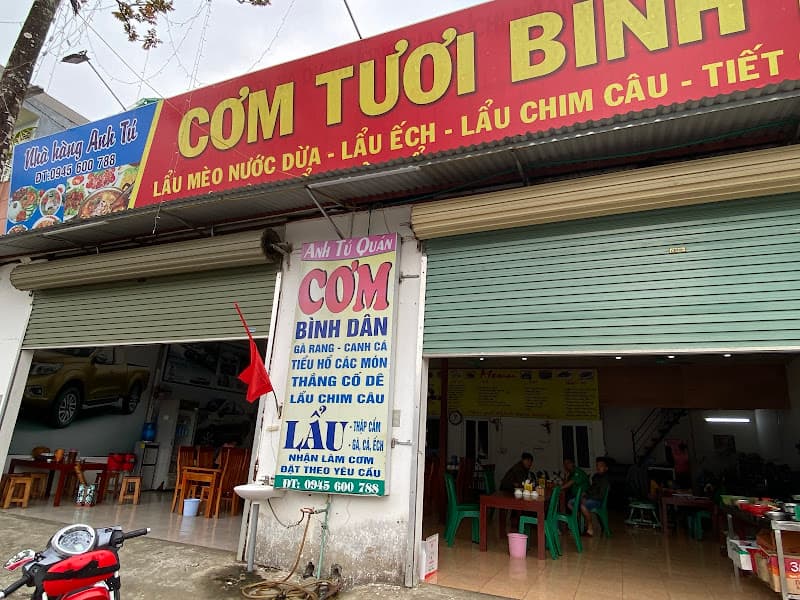 Nhà hàng Anh Tú
ĐT:0945 600 788
CƠM TƯƠI BÌNH
LẨU MÈO NƯỚC DỪA - LẨU ẾCH - LẨU CHIM CÂU - TIẾT
ANH TÚ QUÁN
CƠM
BÌNH DÂN
GÀ RANG - CANH CÁ
TIỂU HỔ CÁC MÓN
THẮNG CỐ DÊ
LẨU CHIM CÂU
LẨU
- THẬP CẨM
- GÀ, CÁ, ẾCH
NHẬN LÀM CƠM
ĐẶT THEO YÊU CẦU
ĐT: 0945 600 788
Menu